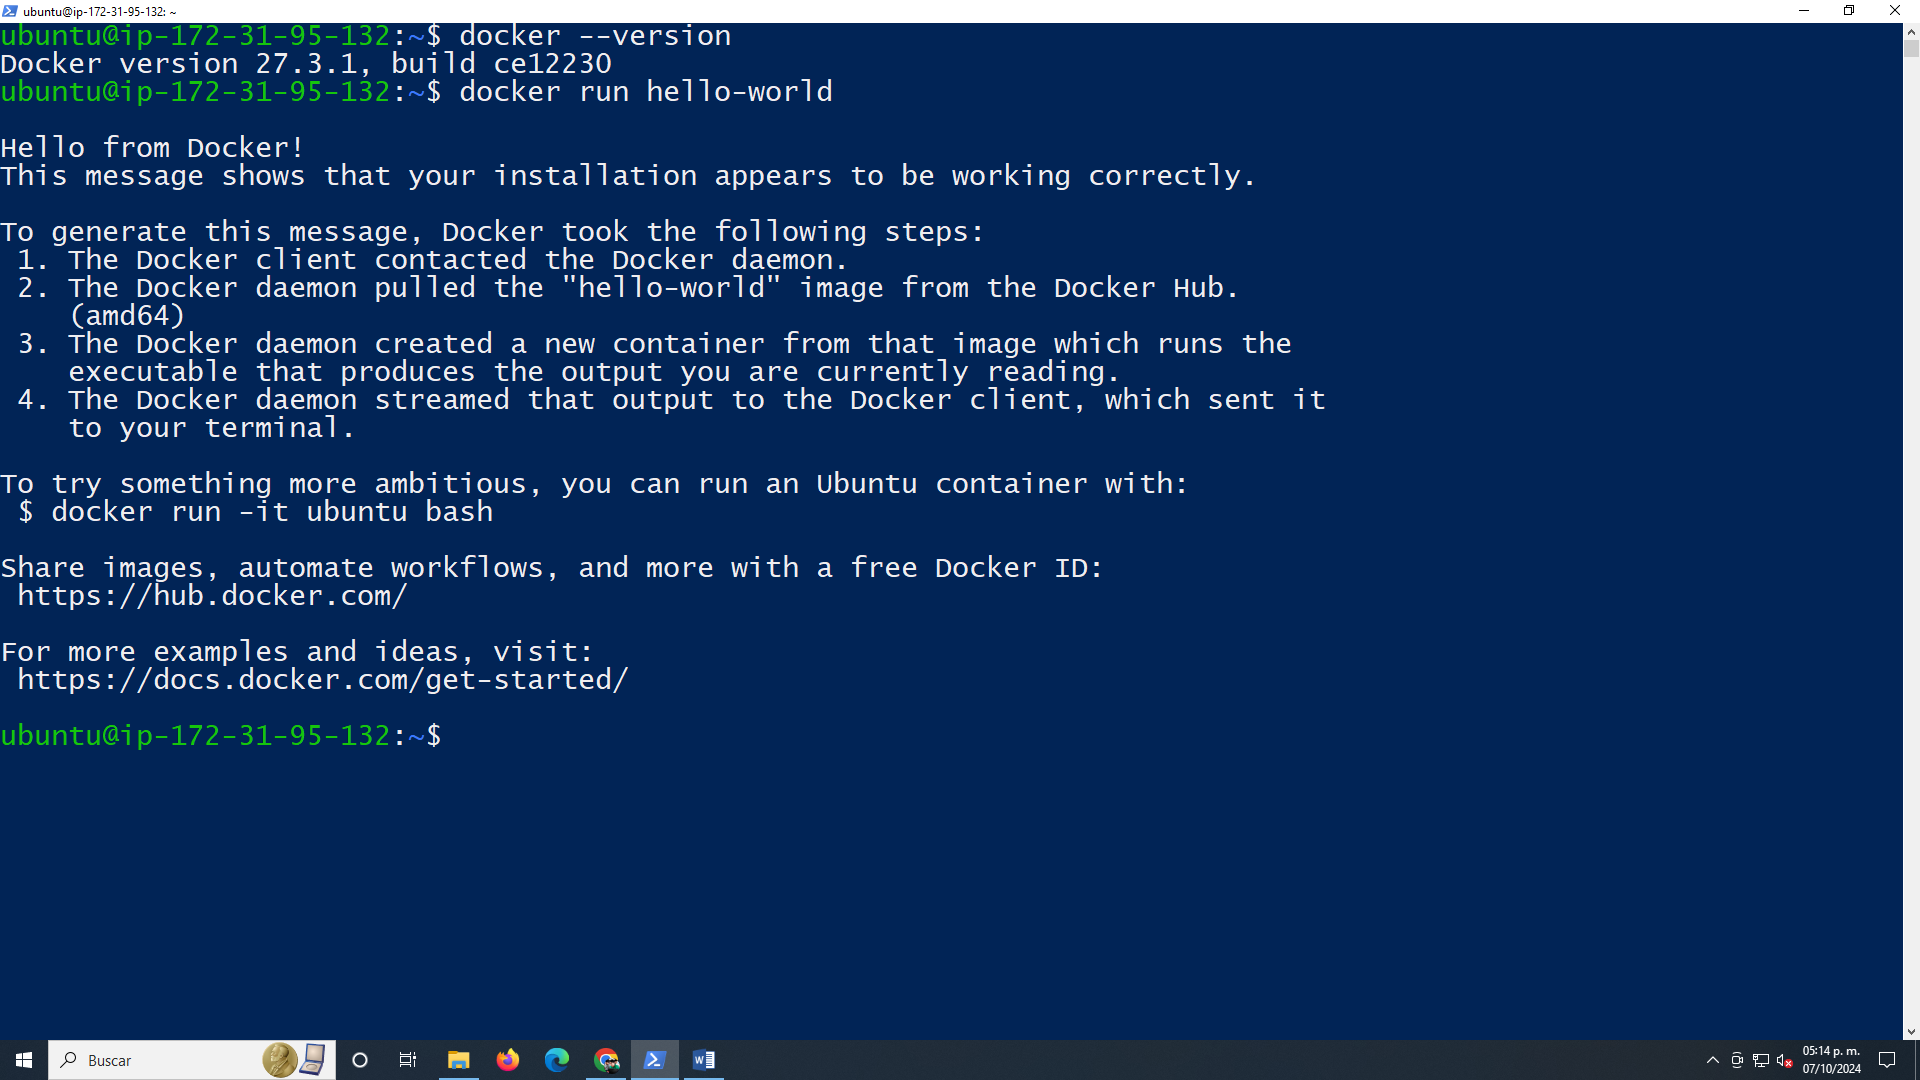 ubuntu@ip-172-31-95-132: ~
ubuntu@ip-172-31-95-132:~$ docker --version
Docker version 27.3.1, build ce12230
ubuntu@ip-172-31-95-132:~$ docker run hello-world
Hello from Docker!
This message shows that your installation appears to be working correctly.
To generate this message, Docker took the following steps:
1. The Docker client contacted the Docker daemon.
2. The Docker daemon pulled the "hello-world" image from the Docker Hub.
(amd64)
3. The Docker daemon created a new container from that image which runs the
executable that produces the output you are currently reading.
4. The Docker daemon streamed that output to the Docker client, which sent it
to your terminal.
To try something more ambitious, you can run an Ubuntu container with:
$ docker run -it ubuntu bash
Share images, automate workflows, and more with a free Docker ID:
https://hub.docker.com/
For more examples and ideas, visit:
https://docs.docker.com/get-started/
ubuntu@ip-172-31-95-132:~$
Buscar
05:14 p. m.
07/10/2024